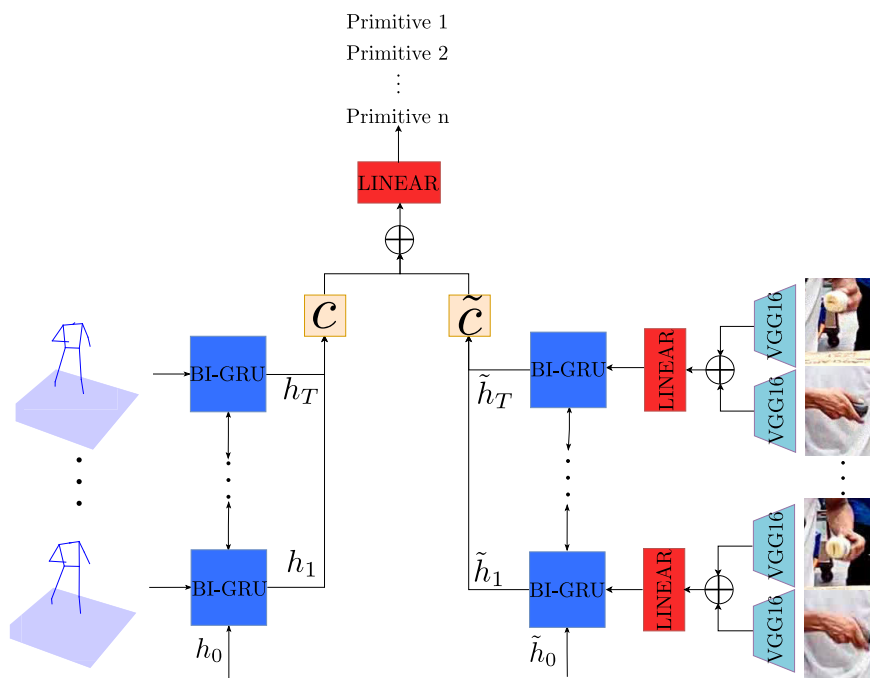 Primitive 1
Primitive 2
Primitive n
LINEAR
c
c̃
BI-GRU
h_T
h̃_T
BI-GRU
LINEAR
VGG16
VGG16
BI-GRU
h_1
h̃_1
BI-GRU
LINEAR
VGG16
VGG16
h_0
h̃_0